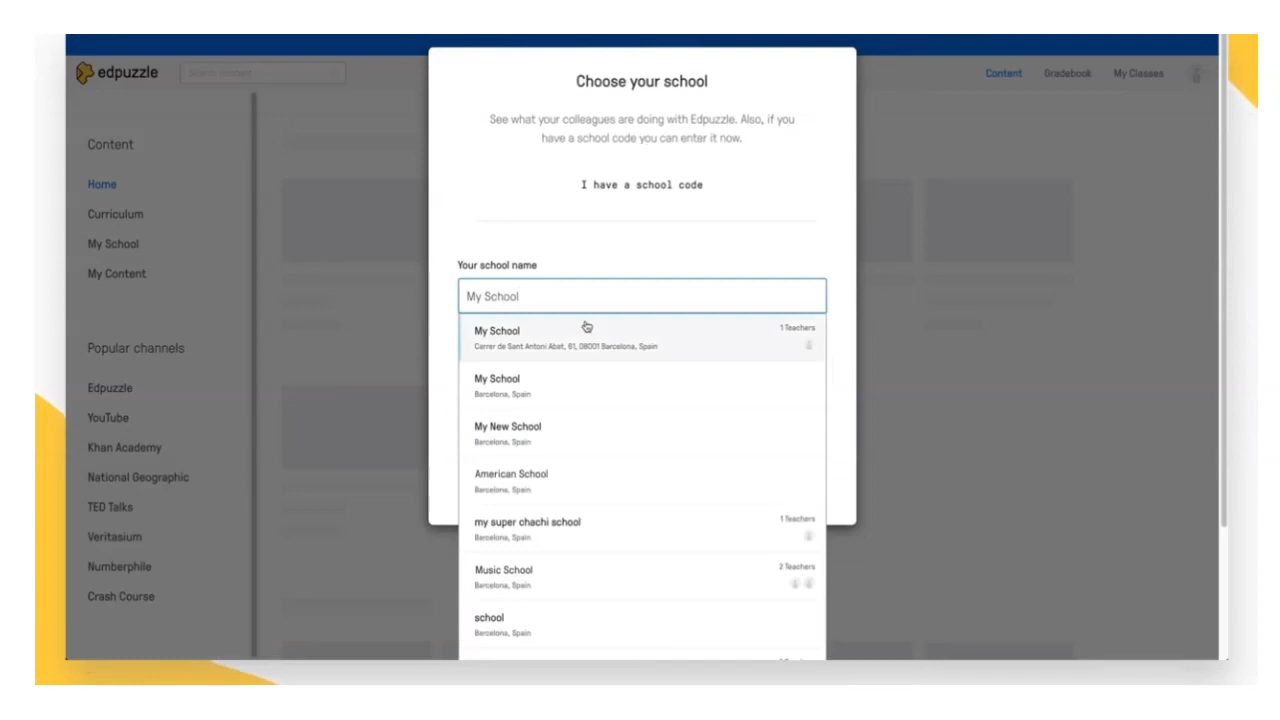 edpuzzle
Content
Gradebook
My Classes
Content
Home
Curriculum
My School
My Content
Popular channels
Edpuzzle
YouTube
Khan Academy
National Geographic
TED Talks
Veritasium
Numberphile
Crash Course
Choose your school
See what your colleagues are doing with Edpuzzle. Also, if you
have a school code you can enter it now.
I have a school code
Your school name
My School
My School
1 Teachers
Carrer de Sant Antoni Abat, 61, 08001 Barcelona, Spain
My School
Barcelona, Spain
My New School
Barcelona, Spain
American School
Barcelona, Spain
my super chachi school
1 Teachers
Barcelona, Spain
Music School
2 Teachers
Barcelona, Spain
school
Barcelona, Spain